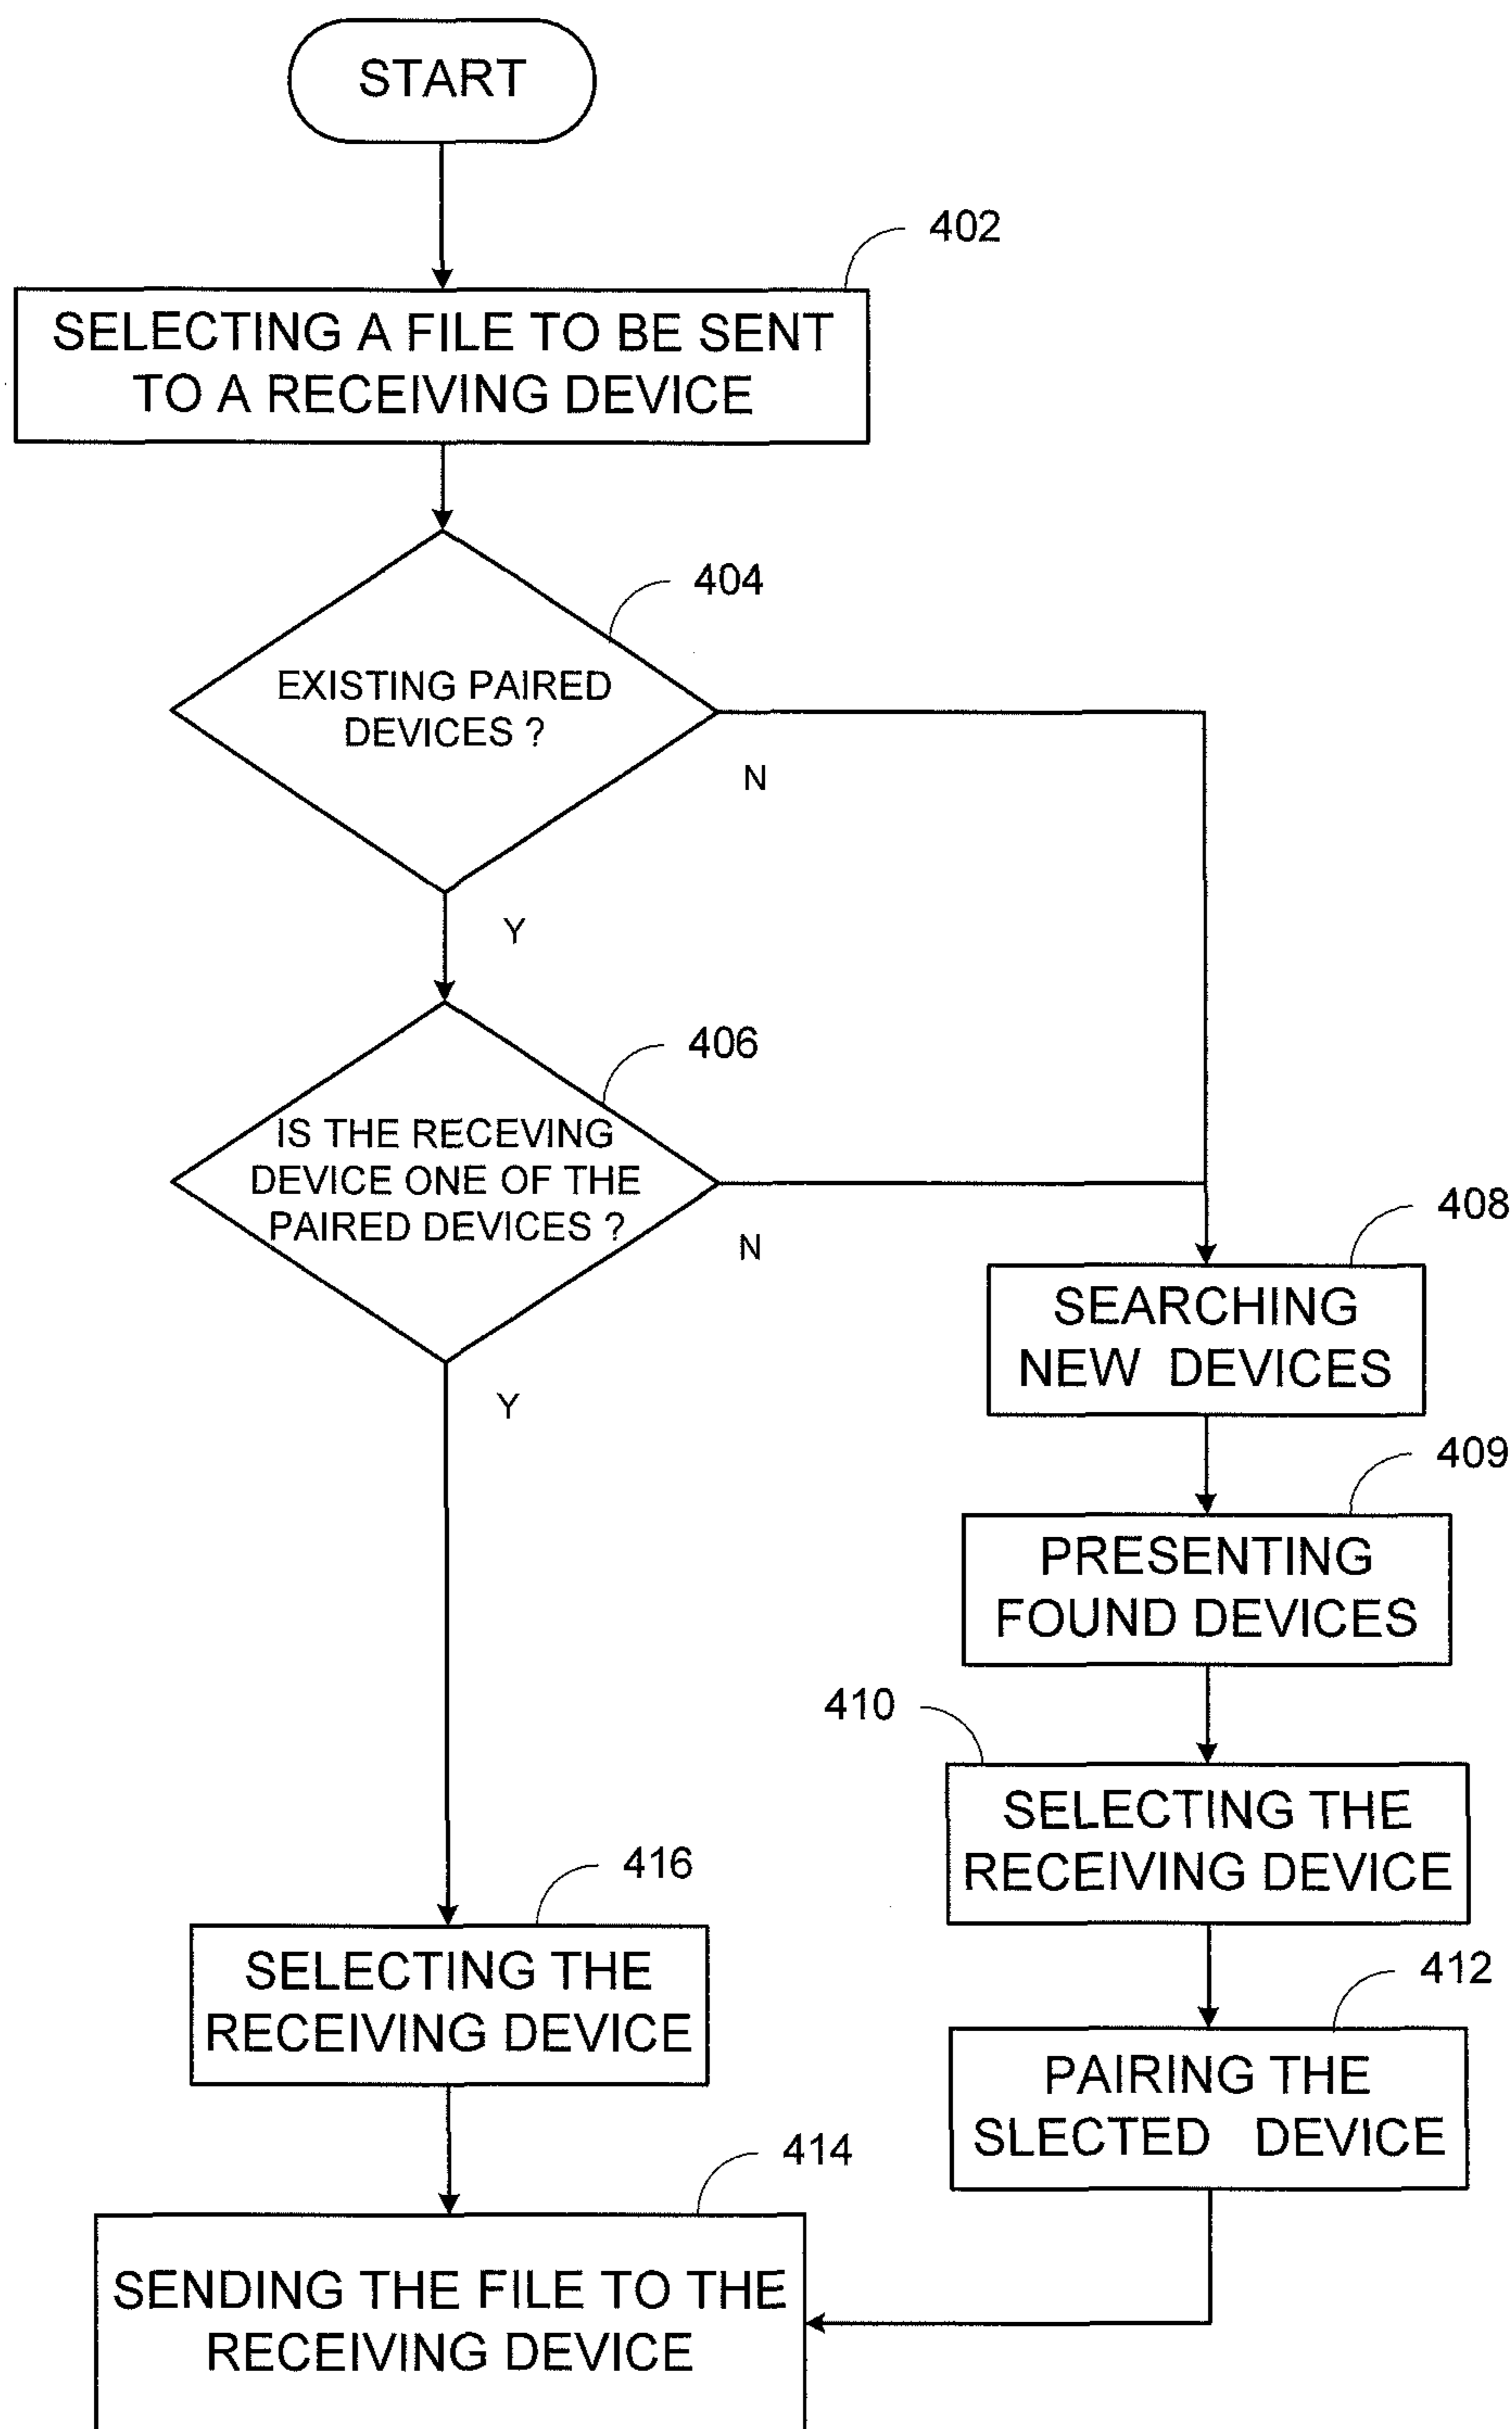 START
402
SELECTING A FILE TO BE SENT
TO A RECEIVING DEVICE
404
EXISTING PAIRED
DEVICES ?
N
Y
406
IS THE RECEVING
DEVICE ONE OF THE
PAIRED DEVICES ?
N
Y
408
SEARCHING
NEW DEVICES
409
PRESENTING
FOUND DEVICES
410
SELECTING THE
RECEIVING DEVICE
416
SELECTING THE
RECEIVING DEVICE
412
PAIRING THE
SLECTED DEVICE
414
SENDING THE FILE TO THE
RECEIVING DEVICE